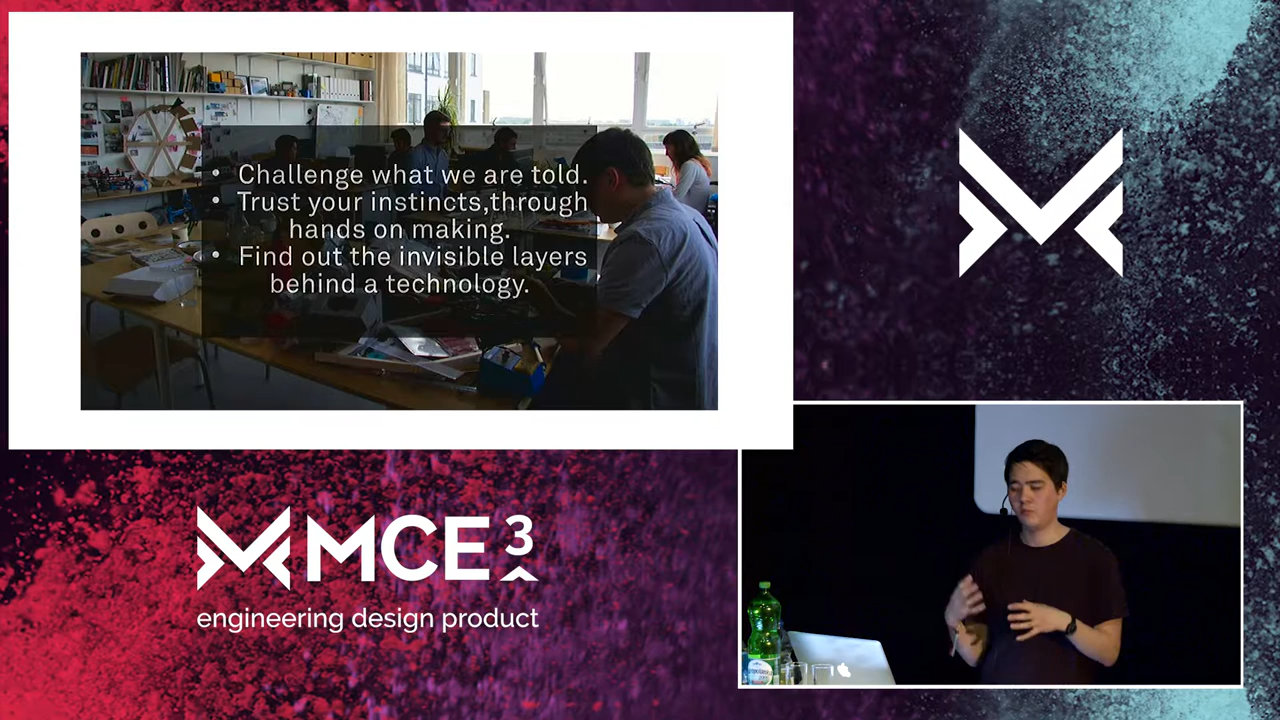 • Challenge what we are told.
• Trust your instincts,through
hands on making.
• Find out the invisible layers
behind a technology.
MCE 3
engineering design product